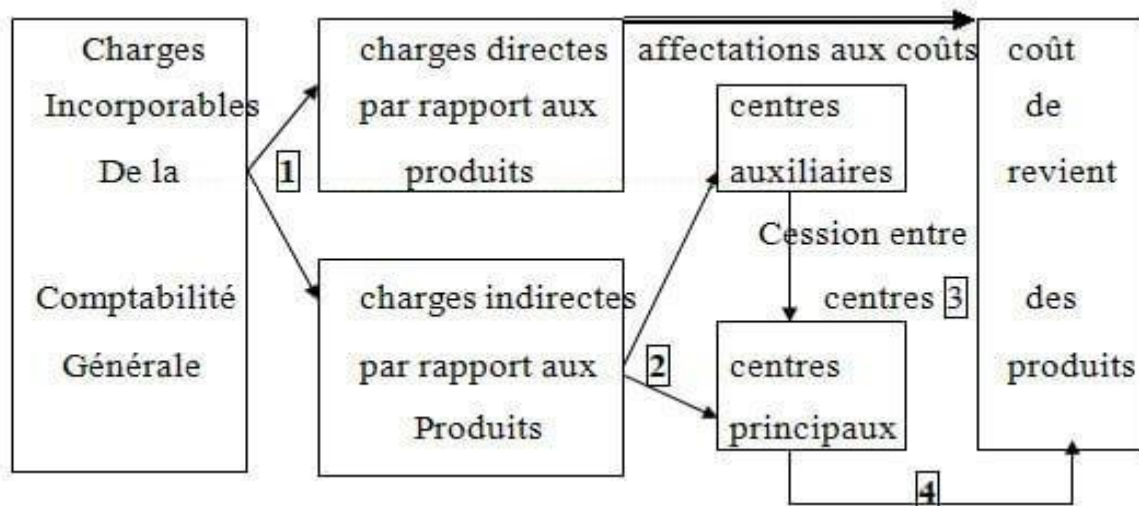 Charges
Incorporables
De la
Comptabilité
Générale
1
charges directes
par rapport aux
produits
charges indirectes
par rapport aux
Produits
2
affectations aux coûts
centres
auxiliaires
Cession entre
centres 3
centres
principaux
4
coût
de
revient
des
produits